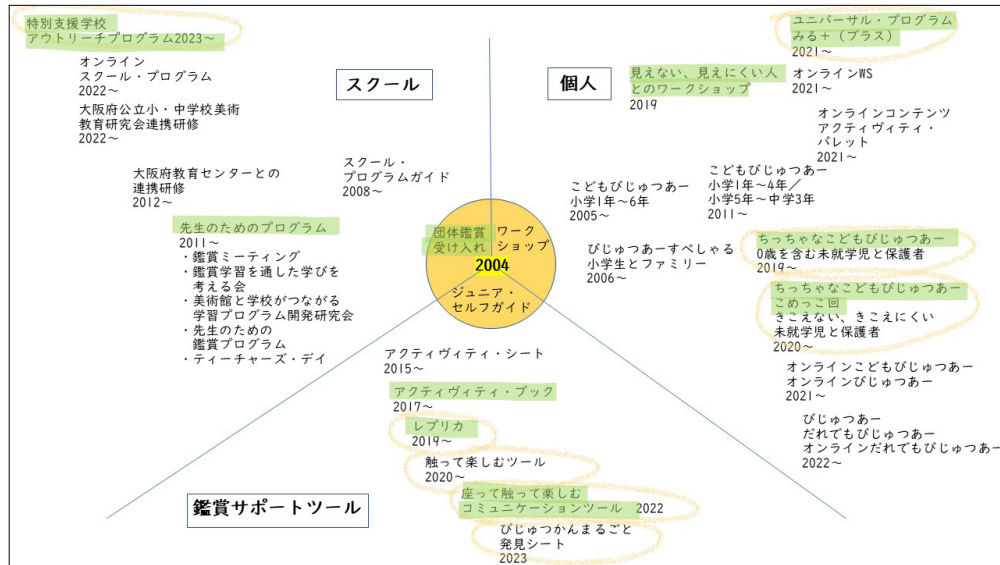 特別支援学校
アウトリーチプログラム2023～
オンライン
スクール・プログラム
2022～
大阪府公立小・中学校美術
教育研究会連携研修
2022～
大阪府教育センターとの
連携研修
2012～
先生のためのプログラム
2011～
・鑑賞ミーティング
・鑑賞学習を通した学びを
考える会
・美術館と学校がつながる
学習プログラム開発研究会
・先生のための
鑑賞プログラム
・ティーチャーズ・デイ
スクール
スクール・
プログラムガイド
2008～
団体鑑賞
受け入れ
ワーク
ショップ
2004
ジュニア・
セルフガイド
個人
見えない、見えにくい人
とのワークショップ
2019
ユニバーサル・プログラム
みる＋（プラス）
2021～
オンラインWS
2021～
オンラインコンテンツ
アクティヴィティ・
パレット
2021～
こどもびじゅつあー
小学1年～6年
2005～
こどもびじゅつあー
小学1年～4年／
小学5年～中学3年
2011～
びじゅつあーすぺしゃる
小学生とファミリー
2006～
ちっちゃなこどもびじゅつあー
0歳を含む未就学児と保護者
2019～
ちっちゃなこどもびじゅつあー
こめっこ回
きこえない、きこえにくい
未就学児と保護者
2020～
オンラインこどもびじゅつあー
オンラインびじゅつあー
2021～
びじゅつあー
だれでもびじゅつあー
オンラインだれでもびじゅつあー
2022～
鑑賞サポートツール
アクティヴィティ・シート
2015～
アクティヴィティ・ブック
2017～
レプリカ
2019～
触って楽しむツール
2020～
座って触って楽しむ
コミュニケーションツール 2022
びじゅつかんまるごと
発見シート
2023